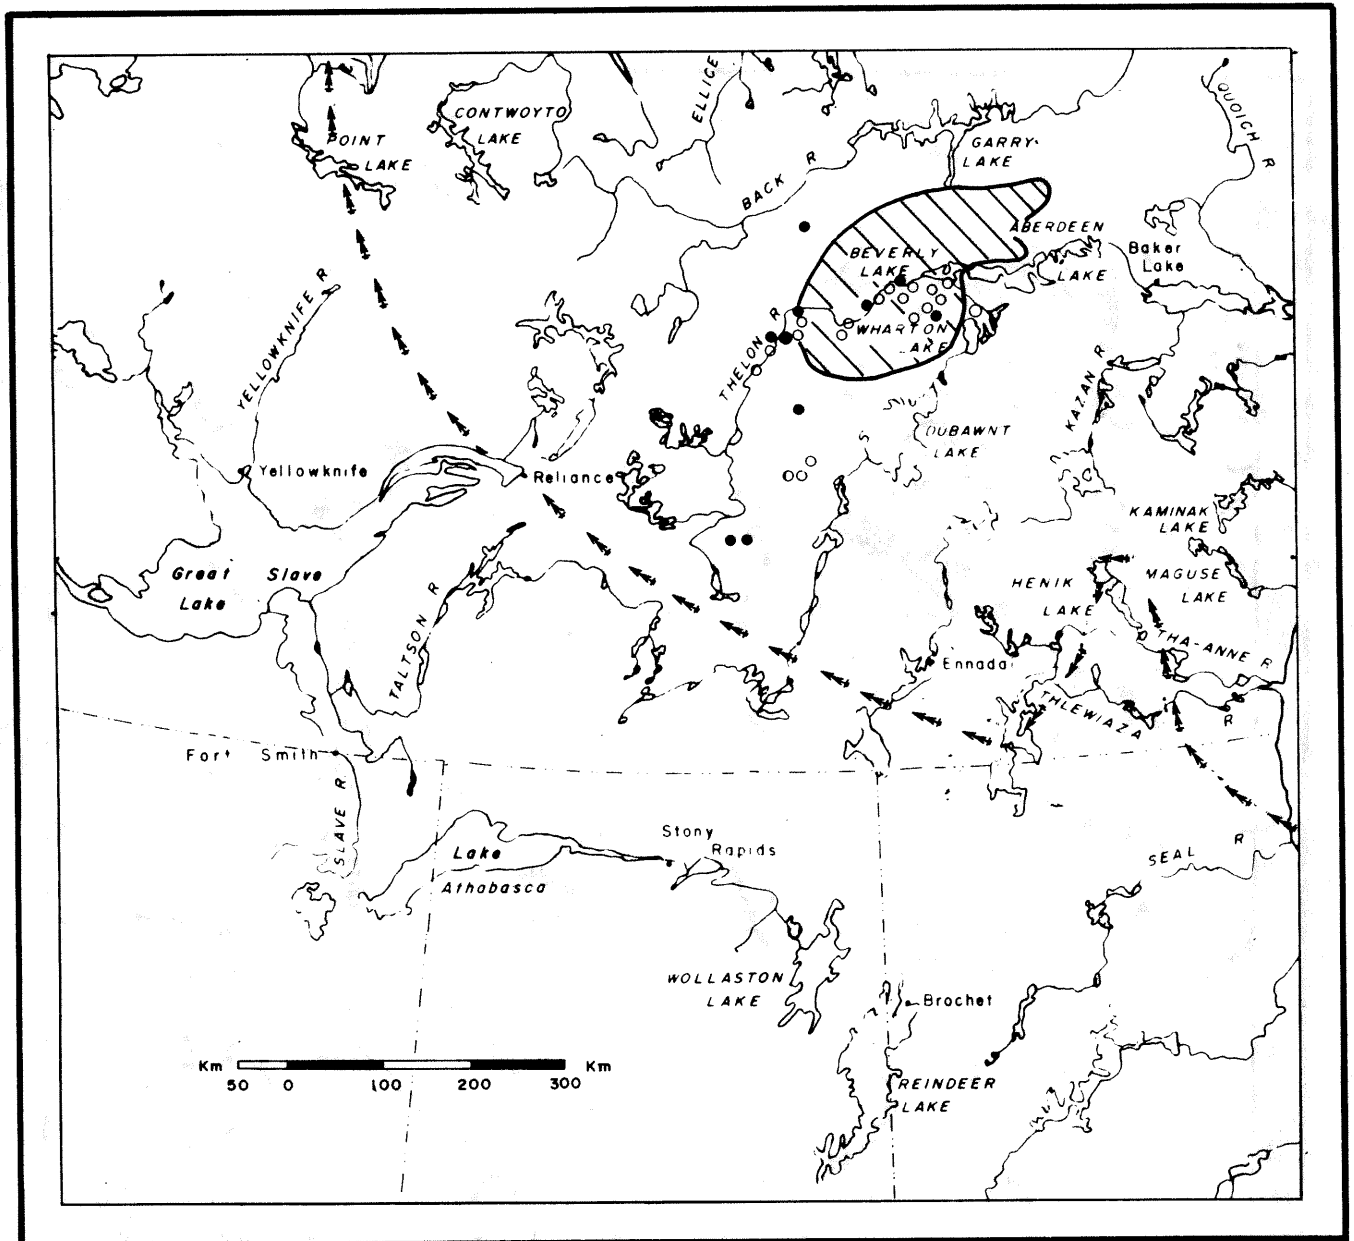 ELLICE
CONTWOYTO
LAKE
QUOICH R
POINT
LAKE
GARRY
LAKE
BACK R
ABERDEEN
LAKE
Baker
Lake
BEVERLY
LAKE
YELLOWKNIFE R
THELON R
WHARTON
LAKE
KAZAN R
DUBAWNT
LAKE
Yellowknife
Reliance
KAMINAK
LAKE
Great Slave
Lake
HENIK
LAKE
MAGUSE
LAKE
TALTSON R
THA-ANNE R
Ennadai
THLEWIAZA
R
Fort Smith
SLAVE R
Stony
Rapids
SEAL R
Lake
Athabasca
WOLLASTON
LAKE
Brochet
Km Km
50 0 100 200 300
REINDEER
LAKE